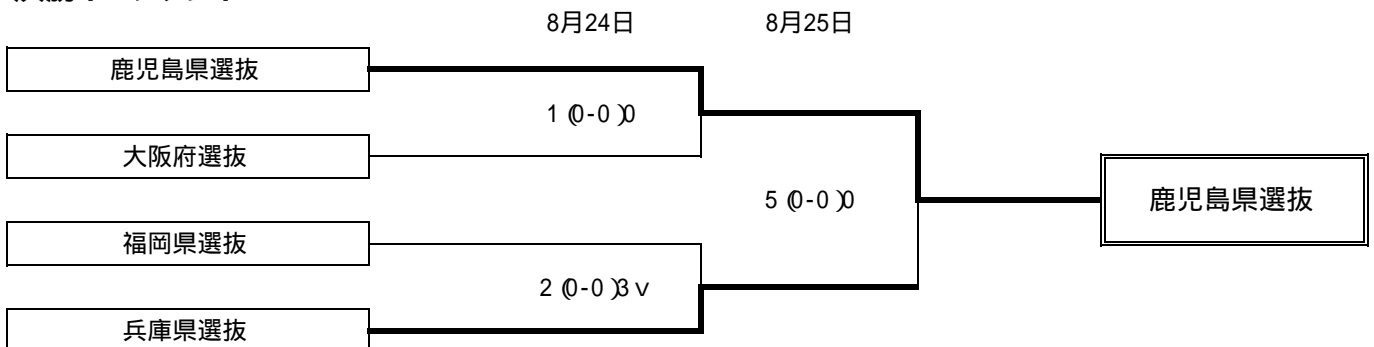 8月24日 8月25日
鹿児島県選抜
1 (0-0 )0
大阪府選抜
5 (0-0 )0
鹿児島県選抜
福岡県選抜
2 (0-0 )3 v
兵庫県選抜